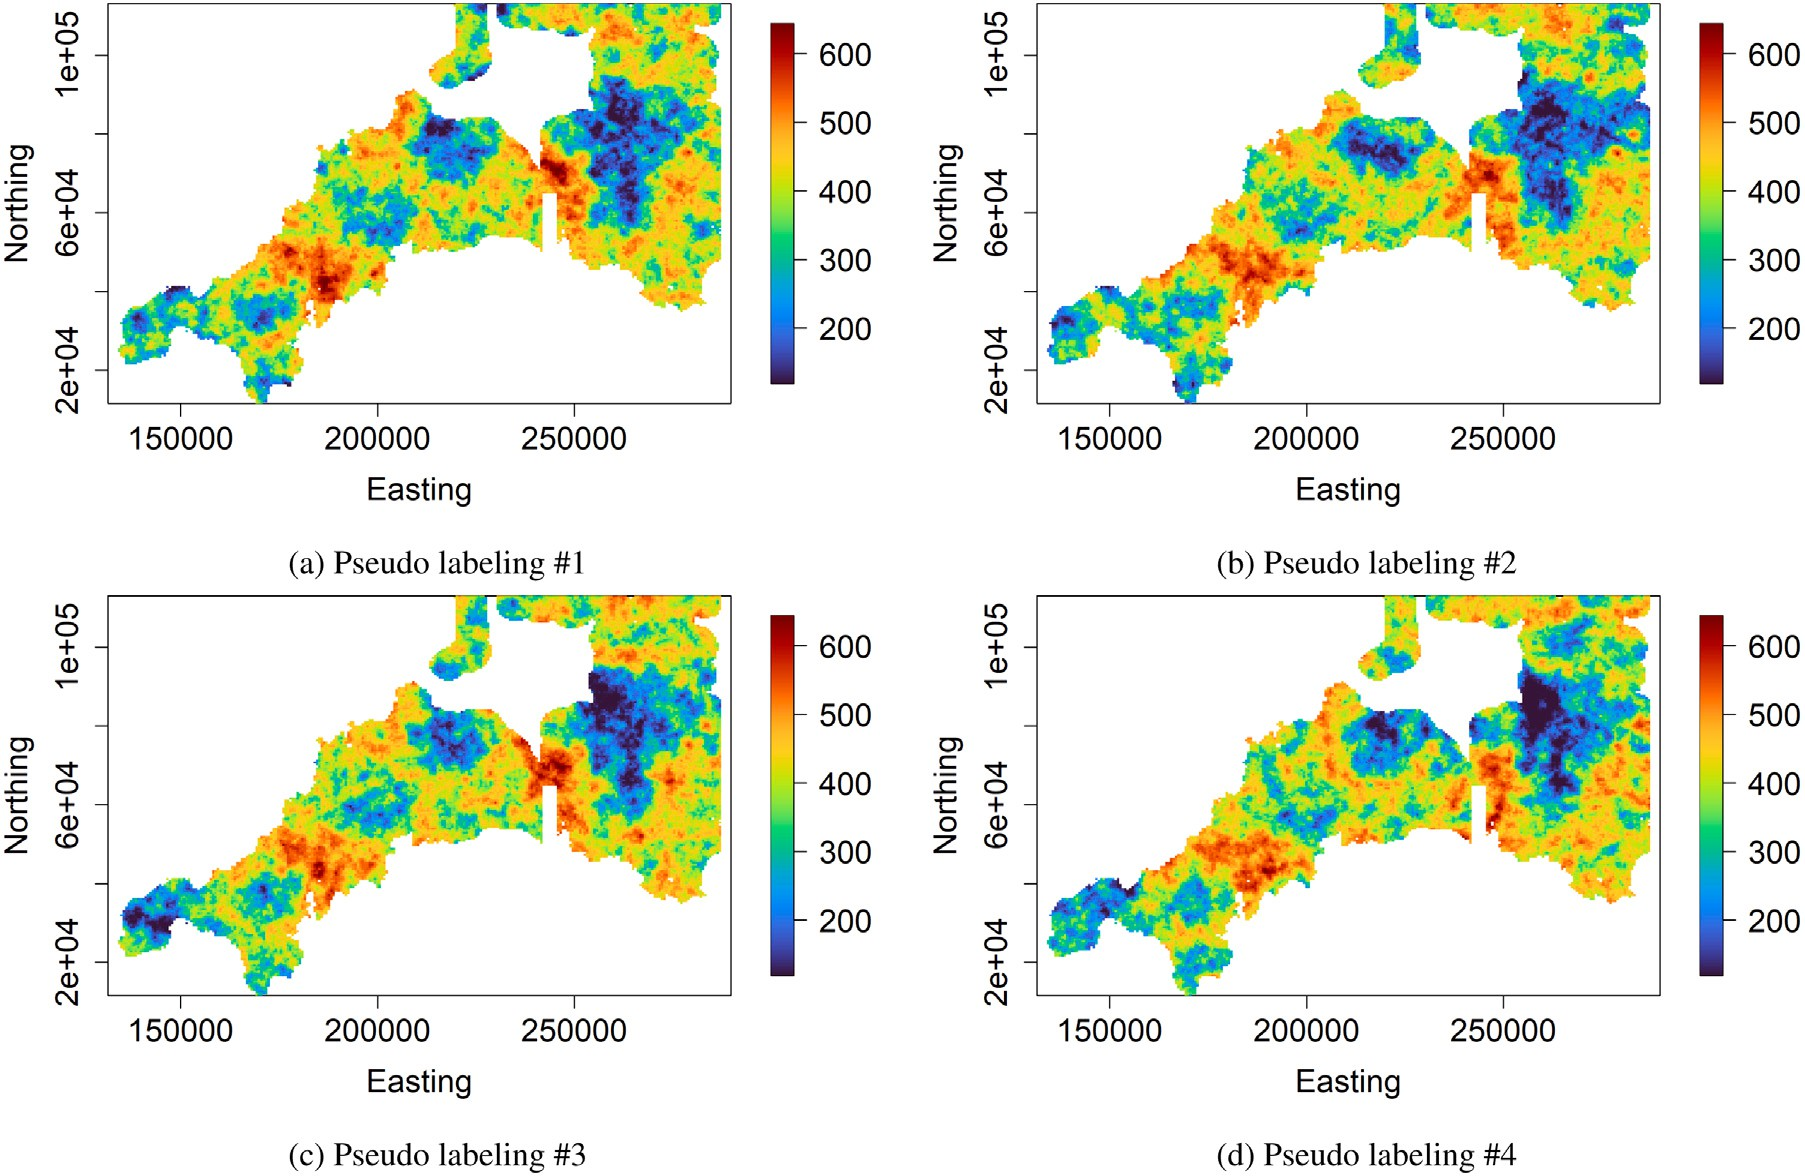 1e+05
6e+04
2e+04
Northing
150000 200000 250000
Easting
600
500
400
300
200
(a) Pseudo labeling #1
1e+05
6e+04
2e+04
Northing
150000 200000 250000
Easting
600
500
400
300
200
(b) Pseudo labeling #2
1e+05
6e+04
2e+04
Northing
150000 200000 250000
Easting
600
500
400
300
200
(c) Pseudo labeling #3
1e+05
6e+04
2e+04
Northing
150000 200000 250000
Easting
600
500
400
300
200
(d) Pseudo labeling #4